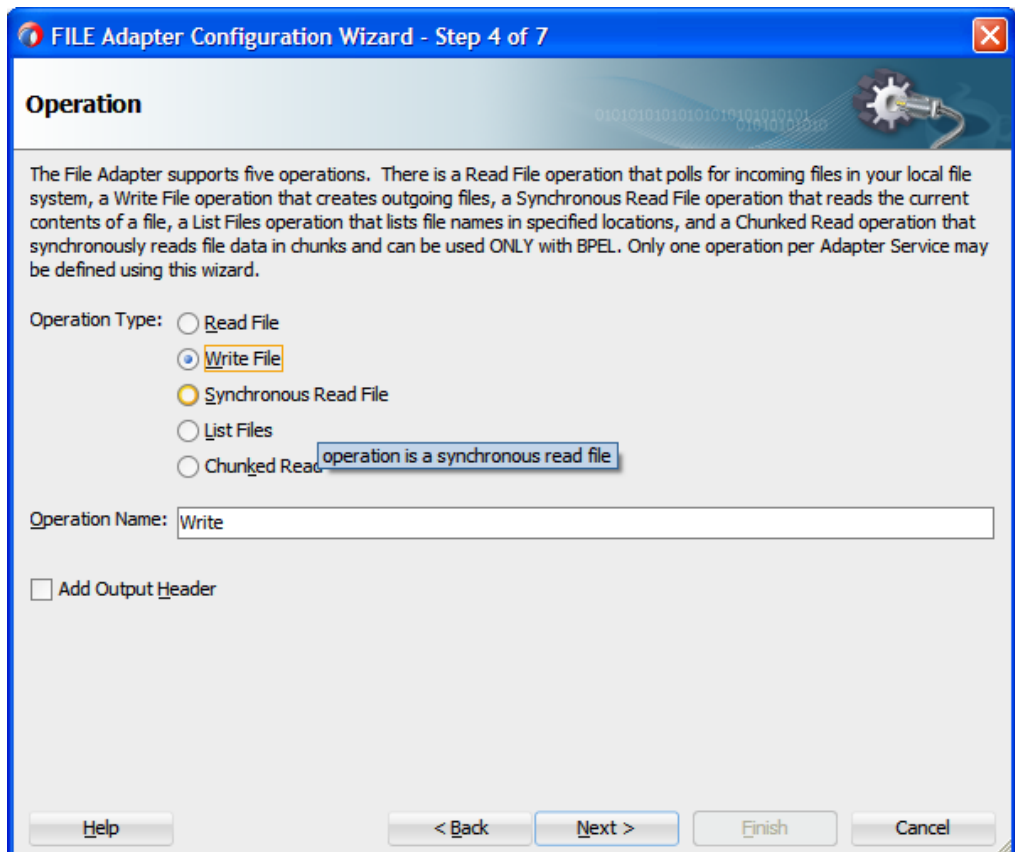 FILE Adapter Configuration Wizard - Step 4 of 7
Operation
0101010101010101010101010101
01010101010
The File Adapter supports five operations. There is a Read File operation that polls for incoming files in your local file
system, a Write File operation that creates outgoing files, a Synchronous Read File operation that reads the current
contents of a file, a List Files operation that lists file names in specified locations, and a Chunked Read operation that
synchronously reads file data in chunks and can be used ONLY with BPEL. Only one operation per Adapter Service may
be defined using this wizard.
Operation Type: Read File
Write File
Synchronous Read File
List Files
operation is a synchronous read file
Chunked Read
Operation Name: Write
Add Output Header
Help < Back Next > Finish Cancel